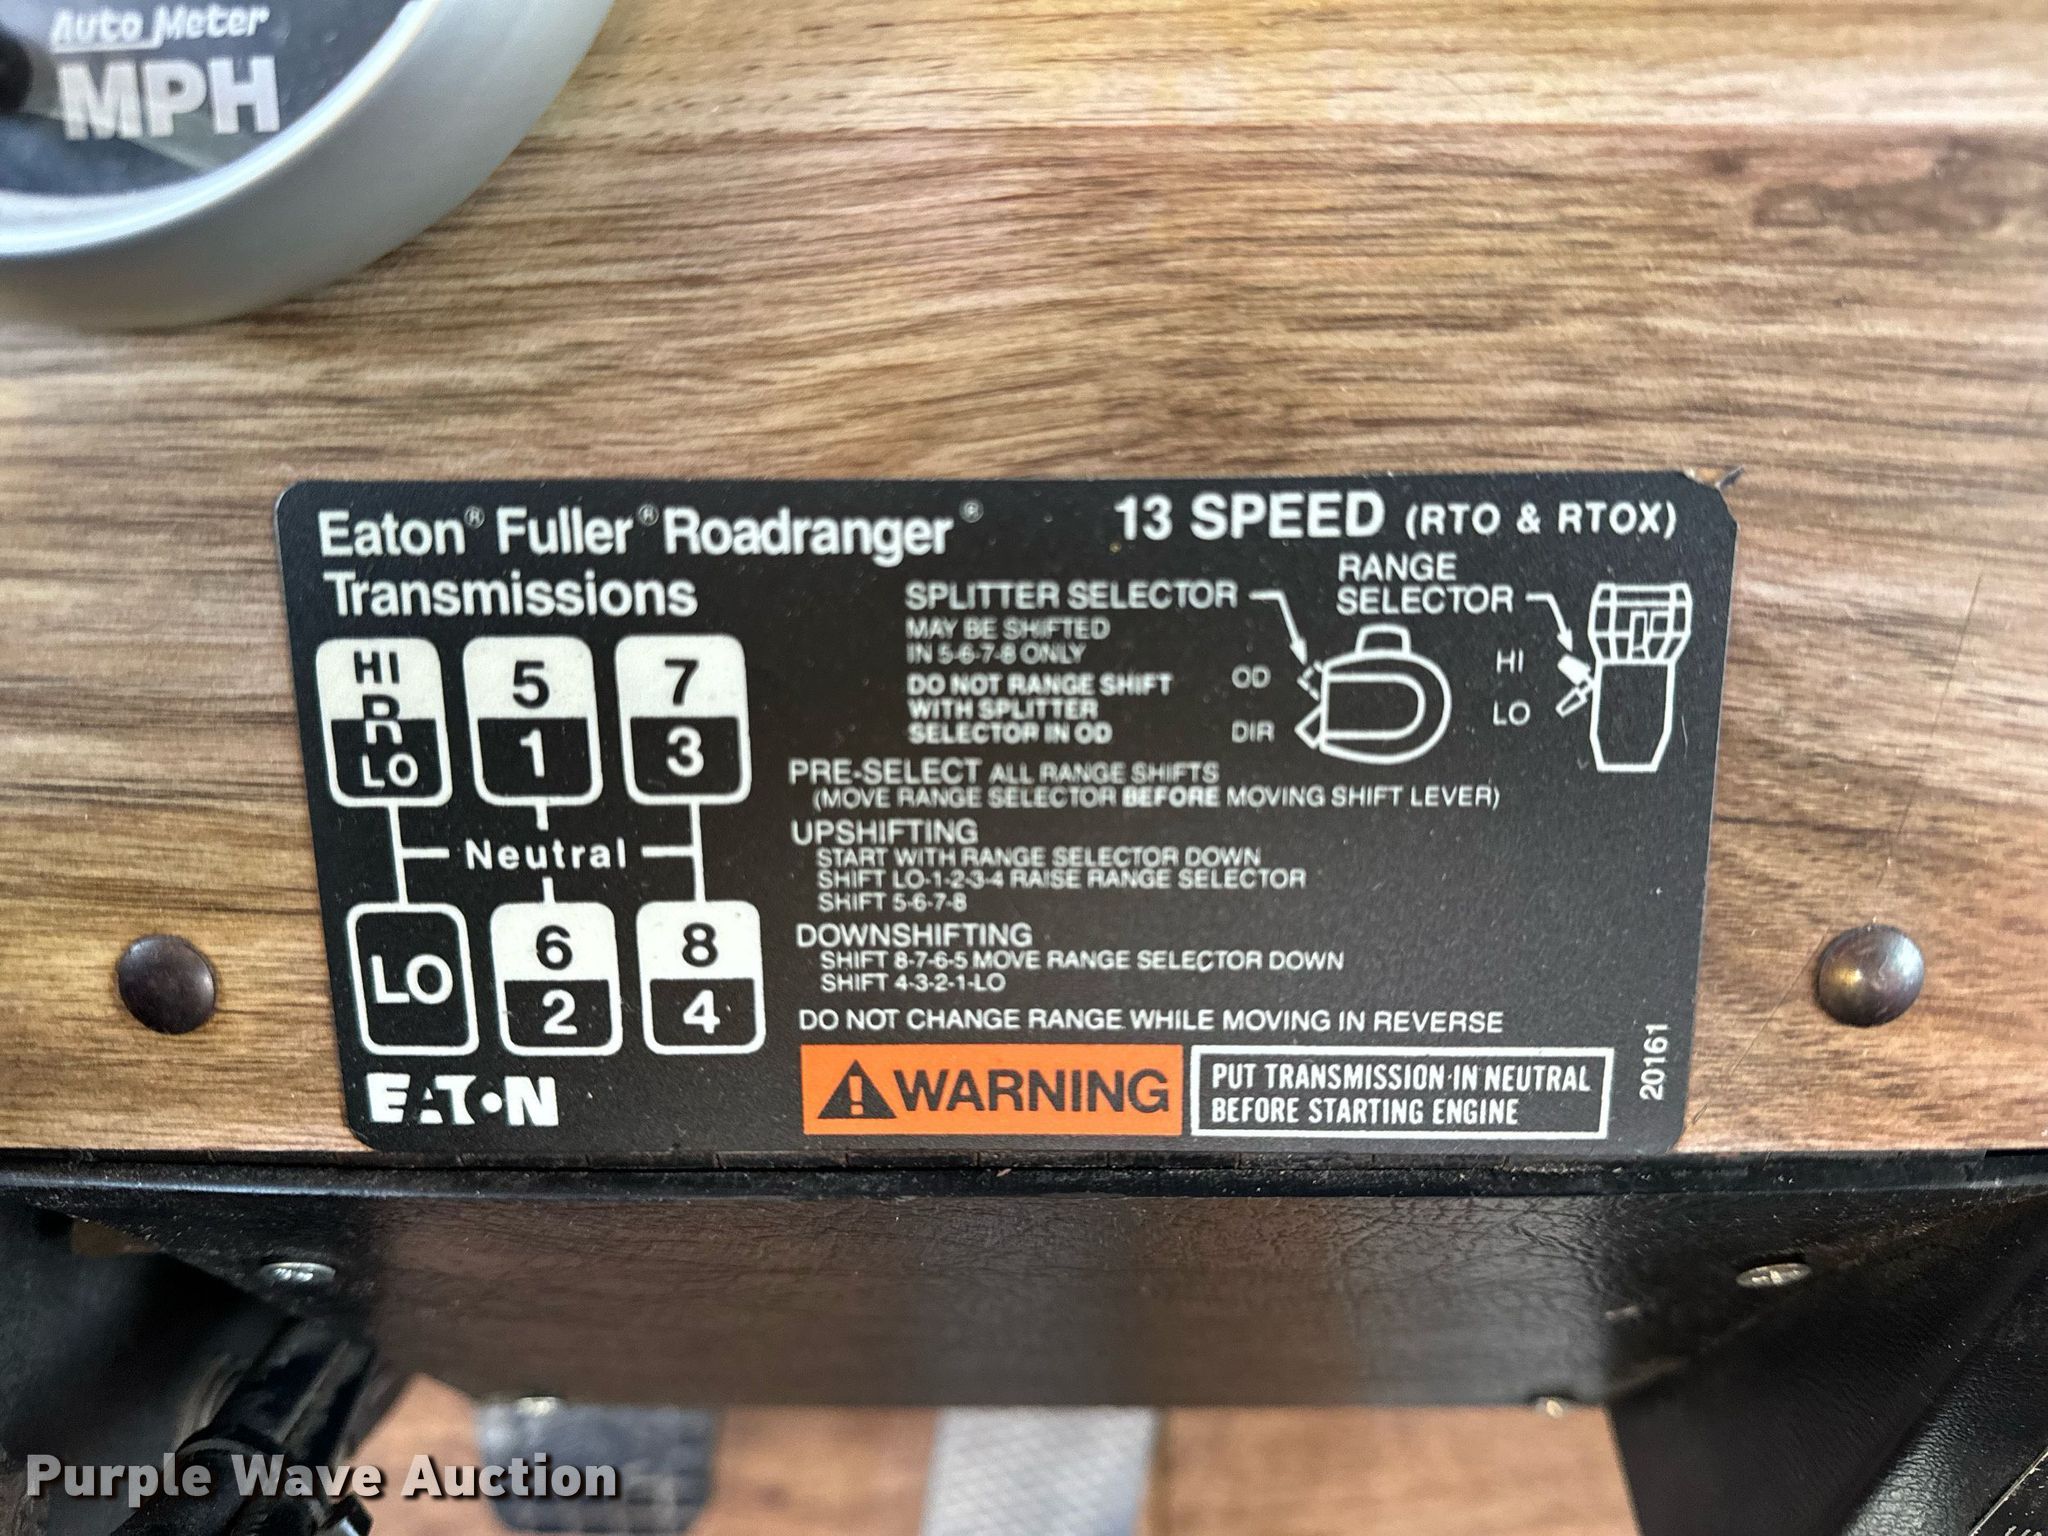 Auto Meter
MPH
Eaton® Fuller® Roadranger®
Transmissions
13 SPEED (RTO & RTOX)
SPLITTER SELECTOR
MAY BE SHIFTED
IN 5-6-7-8 ONLY
DO NOT RANGE SHIFT
WITH SPLITTER
SELECTOR IN OD
OD
DIR
RANGE
SELECTOR
HI
LO
HI
R
LO
5
1
7
3
Neutral
LO
6
2
8
4
PRE-SELECT ALL RANGE SHIFTS
(MOVE RANGE SELECTOR BEFORE MOVING SHIFT LEVER)
UPSHIFTING
START WITH RANGE SELECTOR DOWN
SHIFT LO-1-2-3-4 RAISE RANGE SELECTOR
SHIFT 5-6-7-8
DOWNSHIFTING
SHIFT 8-7-6-5 MOVE RANGE SELECTOR DOWN
SHIFT 4-3-2-1-LO
DO NOT CHANGE RANGE WHILE MOVING IN REVERSE
EATON
WARNING
PUT TRANSMISSION IN NEUTRAL
BEFORE STARTING ENGINE
20161
Purple Wave Auction